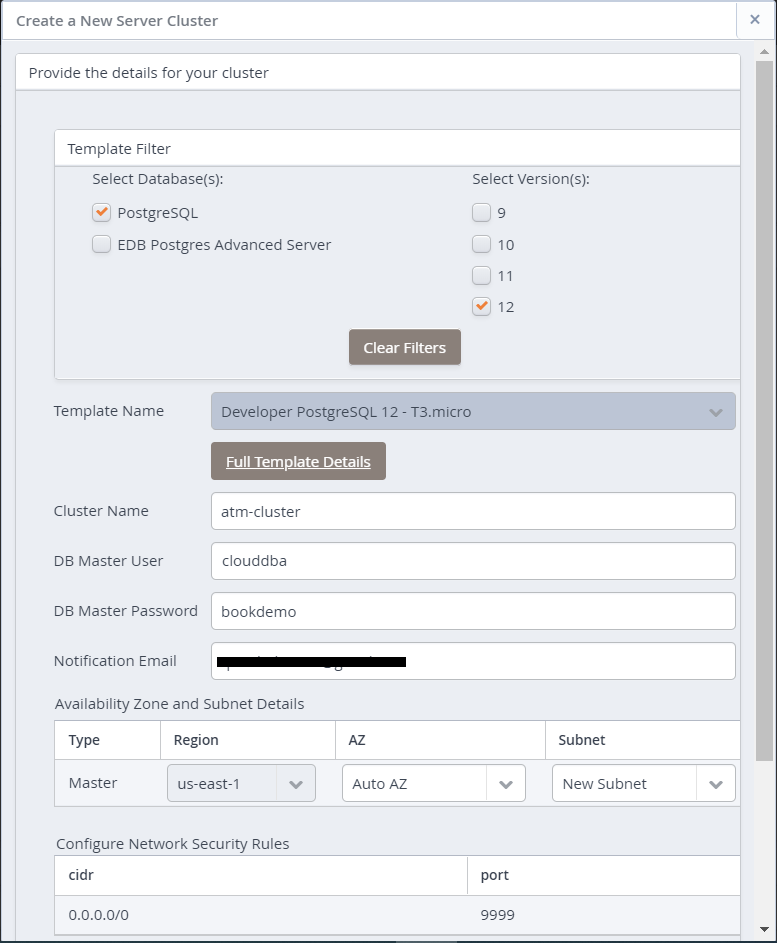 Create a New Server Cluster
Provide the details for your cluster
Template Filter
Select Database(s): Select Version(s):
PostgreSQL 9
EDB Postgres Advanced Server 10
11
12
Clear Filters
Template Name Developer PostgreSQL 12 - T3.micro
Full Template Details
Cluster Name atm-cluster
DB Master User clouddba
DB Master Password bookdemo
Notification Email
Availability Zone and Subnet Details
Type Region AZ Subnet
Master us-east-1 Auto AZ New Subnet
Configure Network Security Rules
cidr port
0.0.0.0/0 9999